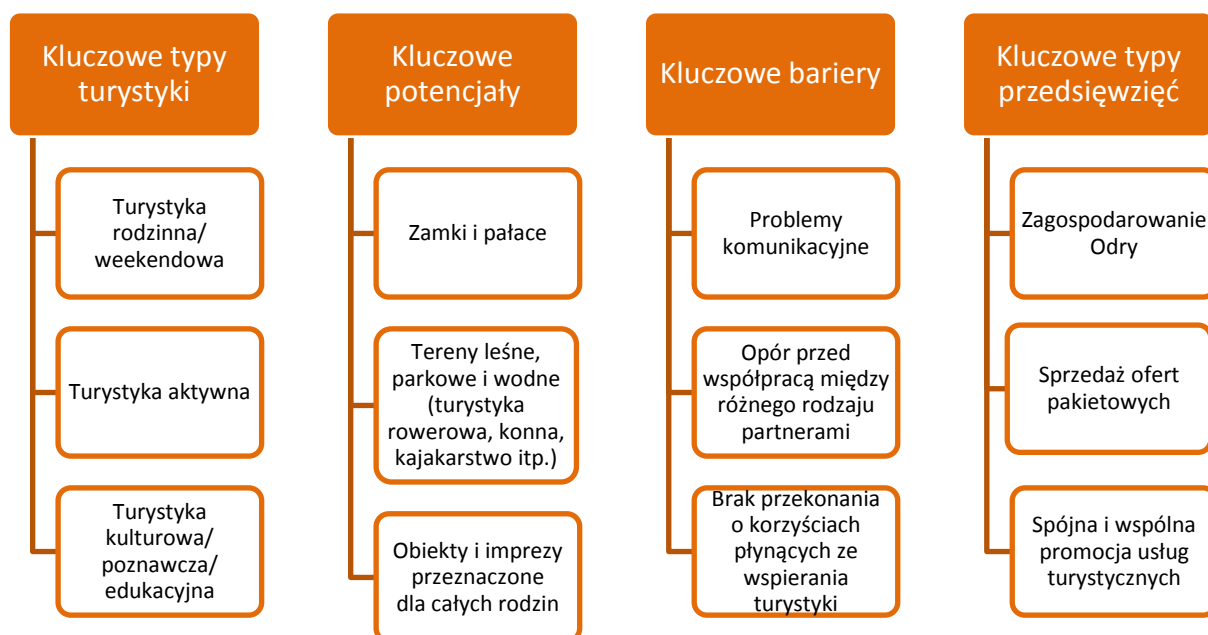 Kluczowe typy
turystyki
Turystyka
rodzinna/
weekendowa
Turystyka aktywna
Turystyka
kulturowa/
poznawcza/
edukacyjna
Kluczowe
potencjały
Zamki i pałace
Tereny leśne,
parkowe i wodne
(turystyka
rowerowa, konna,
kajakarstwo itp.)
Obiekty i imprezy
przeznaczone
dla całych rodzin
Kluczowe bariery
Problemy
komunikacyjne
Opór przed
współpracą między
różnego rodzaju
partnerami
Brak przekonania
o korzyściach
płynących ze
wspierania
turystyki
Kluczowe typy
przedsięwzięć
Zagospodarowanie
Odry
Sprzedaż ofert
pakietowych
Spójna i wspólna
promocja usług
turystycznych